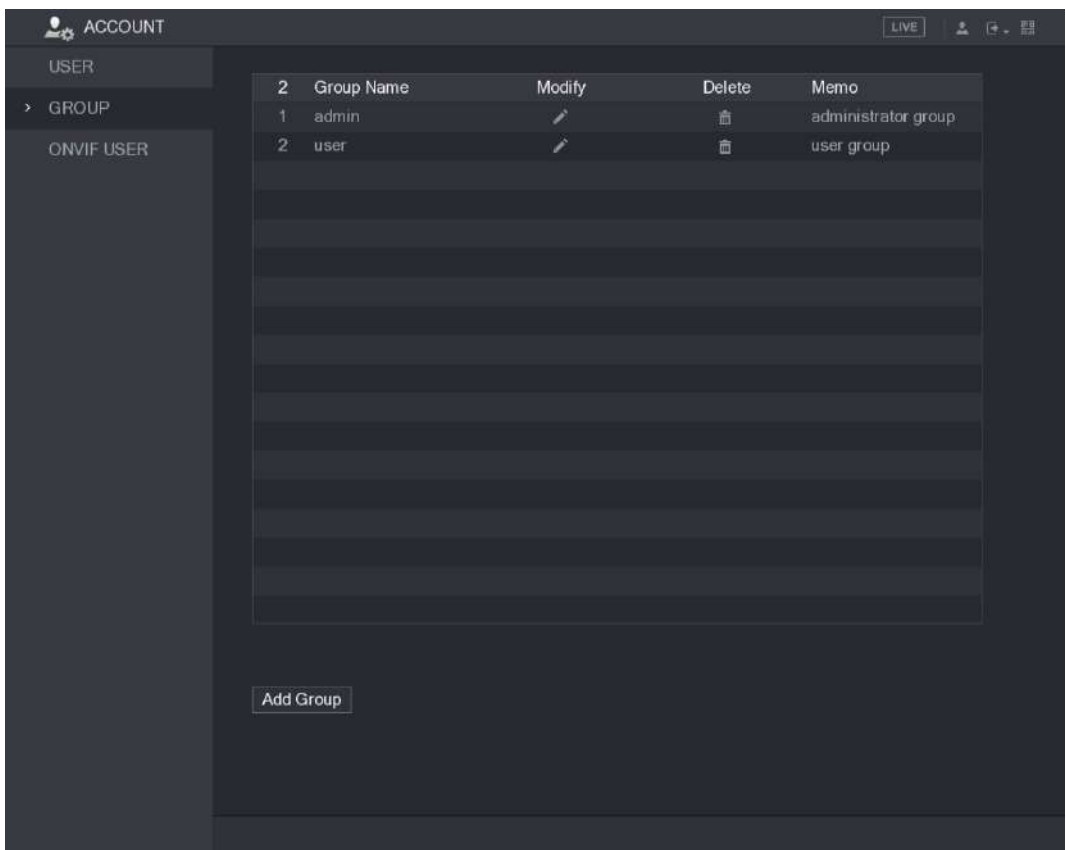 ACCOUNT
LIVE
USER
GROUP
ONVIF USER
2 Group Name Modify Delete Memo
1 admin administrator group
2 user user group
Add Group